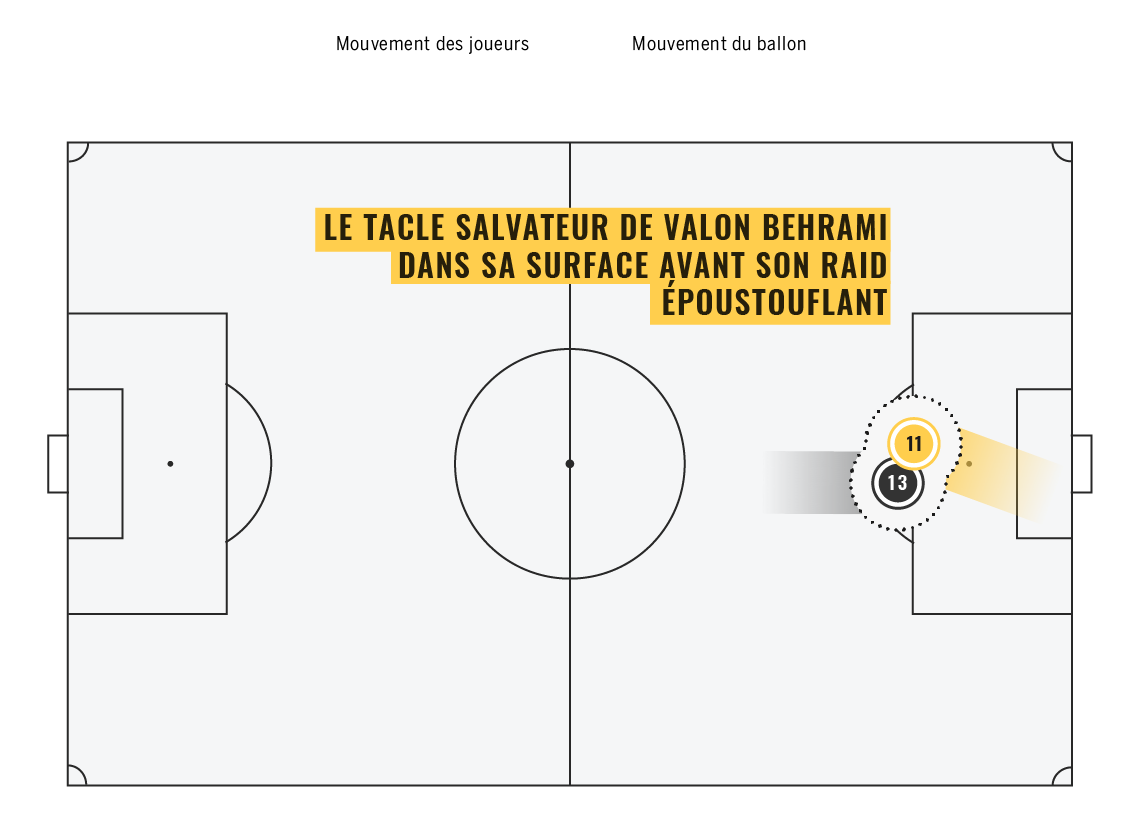 Mouvement des joueurs
Mouvement du ballon
LE TACLE SALVATEUR DE VALON BEHRAMI
DANS SA SURFACE AVANT SON RAID
ÉPOUSTOUFLANT
11
13